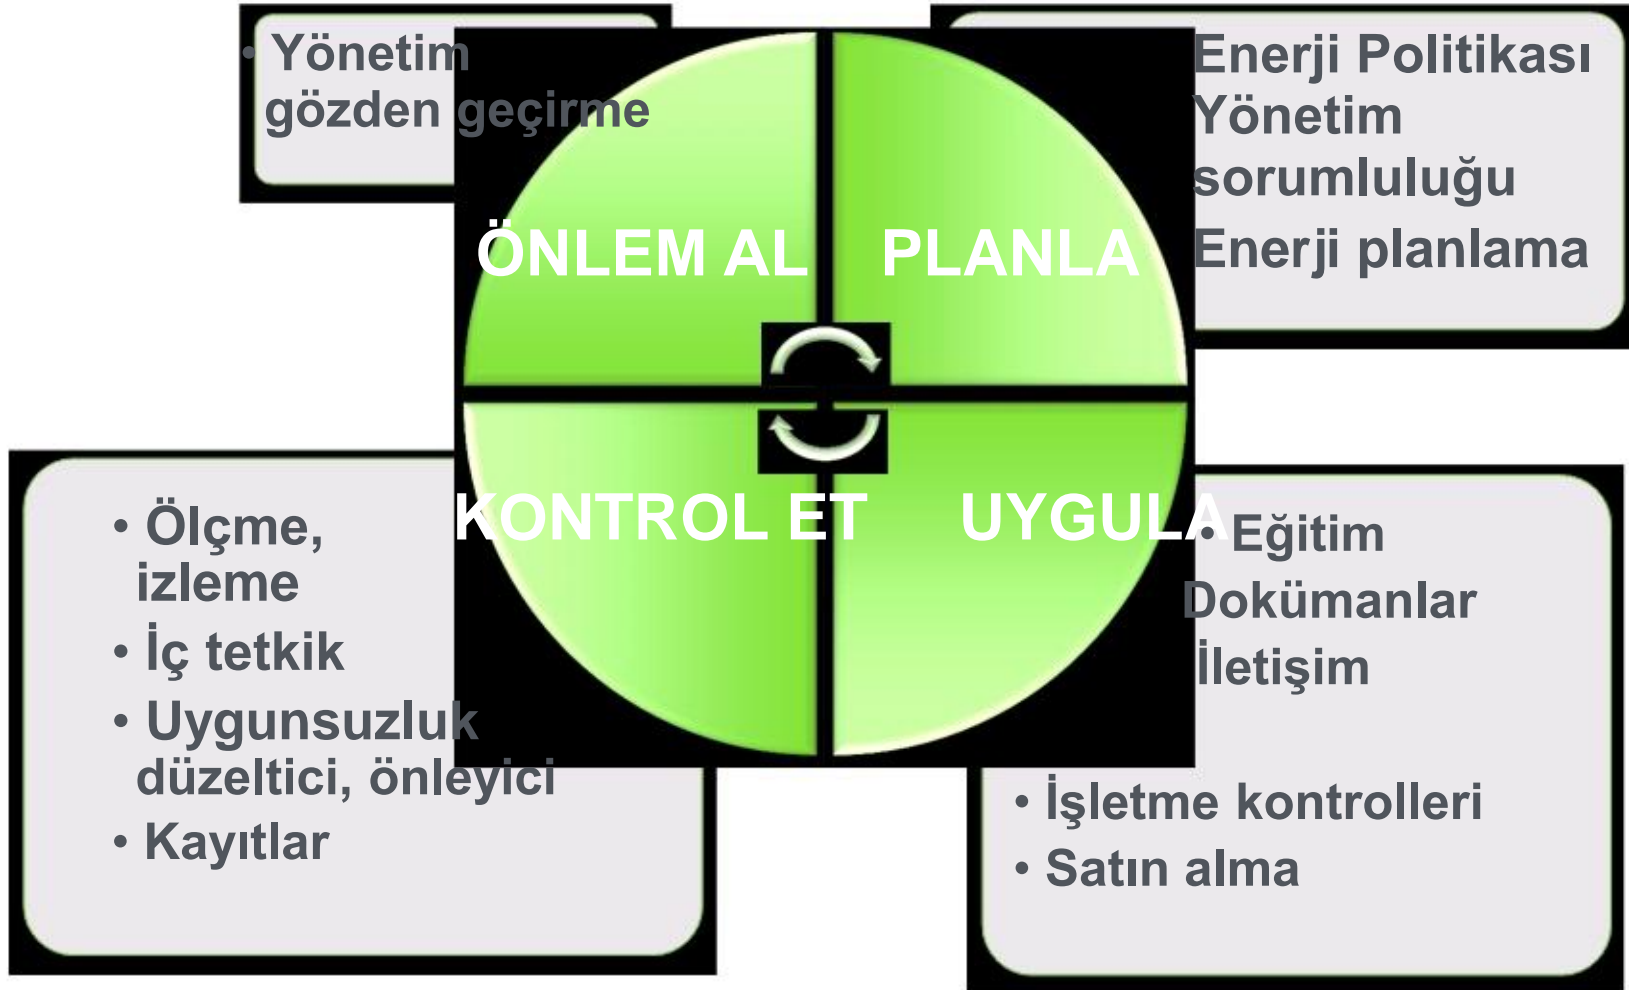 • Yönetim
gözden geçirme
Enerji Politikası
Yönetim
sorumluluğu
Enerji planlama
ÖNLEM AL
PLANLA
KONTROL ET
UYGULA
• Ölçme,
izleme
• İç tetkik
• Uygunsuzluk
düzeltici, önleyici
• Kayıtlar
• Eğitim
Dokümanlar
İletişim
• İşletme kontrolleri
• Satın alma